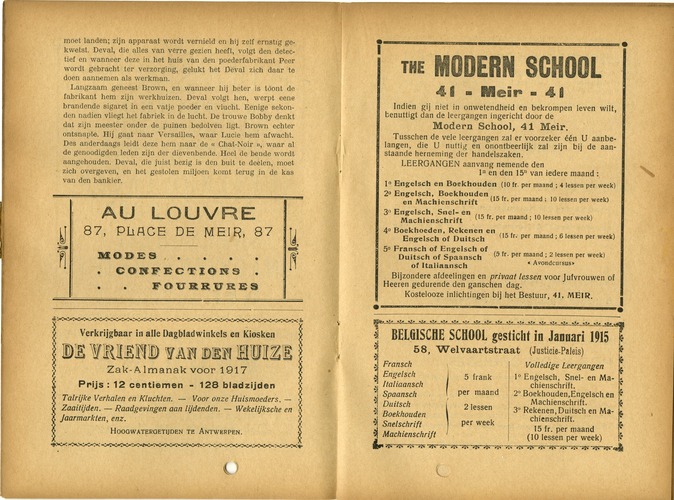 moet landen; zijn apparaat wordt vernield en hij zelf ernstig ge-
kwetst. Deval, die alles van verre gezien heeft, volgt den detec-
tief en wanneer deze in het huis van den poederfabrikant Peer
wordt gebracht ter verzorging, gelukt het Deval zich daar te
doen aannemen als werkman.
Langzaam geneest Brown, en wanneer hij beter is tóont de
fabrikant hem zijn werkhuizen. Deval volgt hen, werpt eene
brandende sigaret in een vatje poeder en vlucht. Eenige sekon-
den nadien vliegt het fabriek in de lucht. De trouwe Bobby denkt
dat zijn meester onder de puinen bedolven ligt. Brown echter
ontsnapte. Hij gaat naar Versailles, waar Lucie hem afwacht.
Des anderdaags leidt deze hem naar de « Chat-Noir », waar al
de genoodigden leden zijn der dievenbende. Heel de bende wordt
aangehouden. Deval, die juist bezig is den buit te deelen, moet
zich overgeven, en het gestolen miljoen komt terug in de kas
van den bankier.
AU LOUVRE
87, PLACE DE MEIR, 87
MODES . . . . .
. CONFECTIONS .
. . FOURRURES
Verkrijgbaar in alle Dagbladwinkels en Kiosken
DE VRIEND VAN DEN HUIZE
Zak-Almanak voor 1917
Prijs : 12 centiemen - 128 bladzijden
Talrijke Verhalen en Kluchten. — Voor onze Huismoeders. —
Zaaitijden. — Raadgevingen aan lijdenden. — Wekelijksche en
Jaarmarkten, enz.
HOOGWATERGETIJDEN TE ANTWERPEN.
THE MODERN SCHOOL
41 - Meir - 41
Indien gij niet in onwetendheid en bekrompen leven wilt,
benuttigt dan de leergangen ingericht door de
Modern School, 41 Meir.
Tusschen de vele leergangen zal er voorzeker één U aanbe-
langen, die U nuttig en onontbeerlijk zal zijn bij de aan-
staande herneming der handelszaken.
LEERGANGEN aanvang nemende den
1n en den 15n van iedere maand :
1o Engelsch en Boekhouden (10 fr. per maand ; 4 lessen per week)
2o Engelsch, Boekhouden en Machienschrift (15 fr. per maand ; 10 lessen per week)
3o Engelsch, Snel- en Machienschrift (15 fr. per maand ; 10 lessen per week)
4o Boekhoeden, Rekenen en Engelsch of Duitsch (15 fr. per maand ; 6 lessen per week)
5o Fransch of Engelsch of Duitsch of Spaansch of Italiaansch (5 fr. per maand ; 2 lessen per week)
« Avondcursus»
Bijzondere afdeelingen en privaat lessen voor Jufvrouwen of
Heeren gedurende den ganschen dag.
Kostelooze inlichtingen bij het Bestuur, 41, MEIR.
BELGISCHE SCHOOL gesticht in Januari 1915
58, Welvaartstraat (Justicie-Paleis)
Fransch
Engelsch
Italiaansch
Spaansch
Duitsch
Boekhouden
Snelschrift
Machienschrift
5 frank
per maand
2 lessen
per week
Volledige Leergangen
1o Engelsch, Snel- en Ma-
chienschrift.
2o Boekhouden, Engelsch en
Machienschrift.
3o Rekenen, Duitsch en Ma-
chienschrift.
15 fr. per maand
(10 lessen per week)